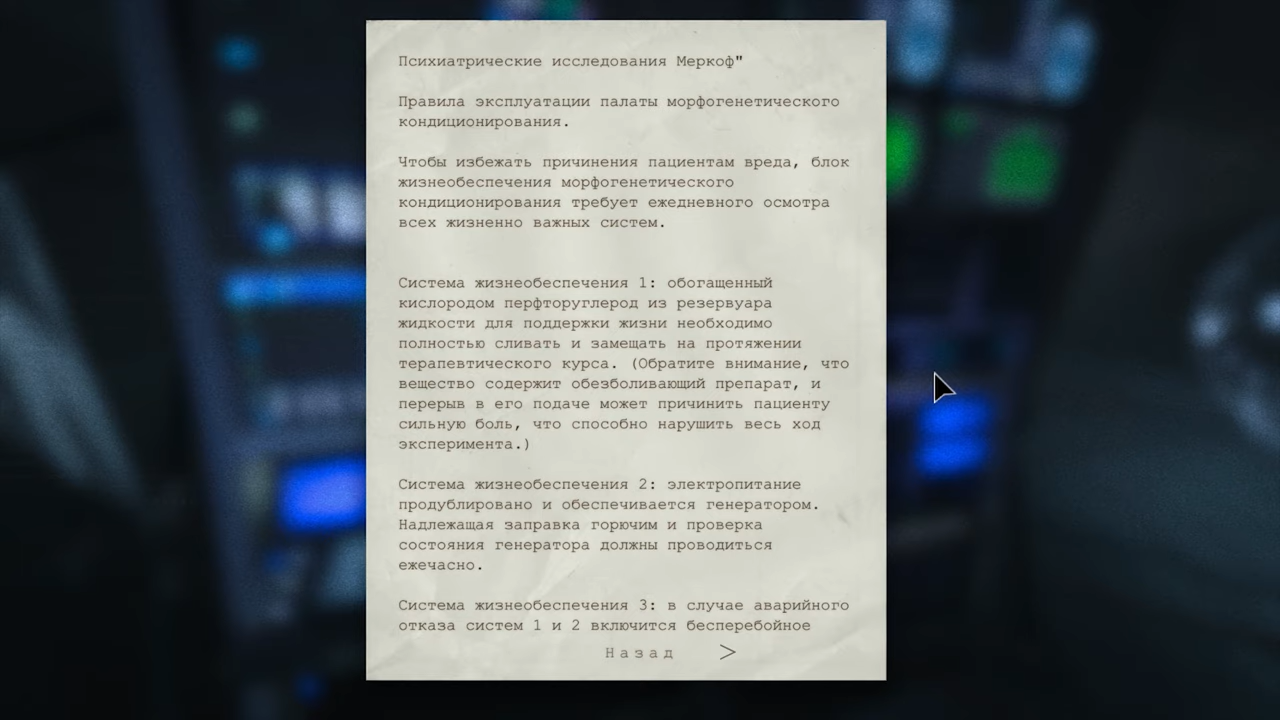 Психиатрические исследования Меркоф"
Правила эксплуатации палаты морфогенетического
кондиционирования.
Чтобы избежать причинения пациентам вреда, блок
жизнеобеспечения морфогенетического
кондиционирования требует ежедневного осмотра
всех жизненно важных систем.
Система жизнеобеспечения 1: обогащенный
кислородом перфторуглерод из резервуара
жидкости для поддержки жизни необходимо
полностью сливать и замещать на протяжении
терапевтического курса. (Обратите внимание, что
вещество содержит обезболивающий препарат, и
перерыв в его подаче может причинить пациенту
сильную боль, что способно нарушить весь ход
эксперимента.)
Система жизнеобеспечения 2: электропитание
продублировано и обеспечивается генератором.
Надлежащая заправка горючим и проверка
состояния генератора должны проводиться
ежечасно.
Система жизнеобеспечения 3: в случае аварийного
отказа систем 1 и 2 включится бесперебойное
Назад >